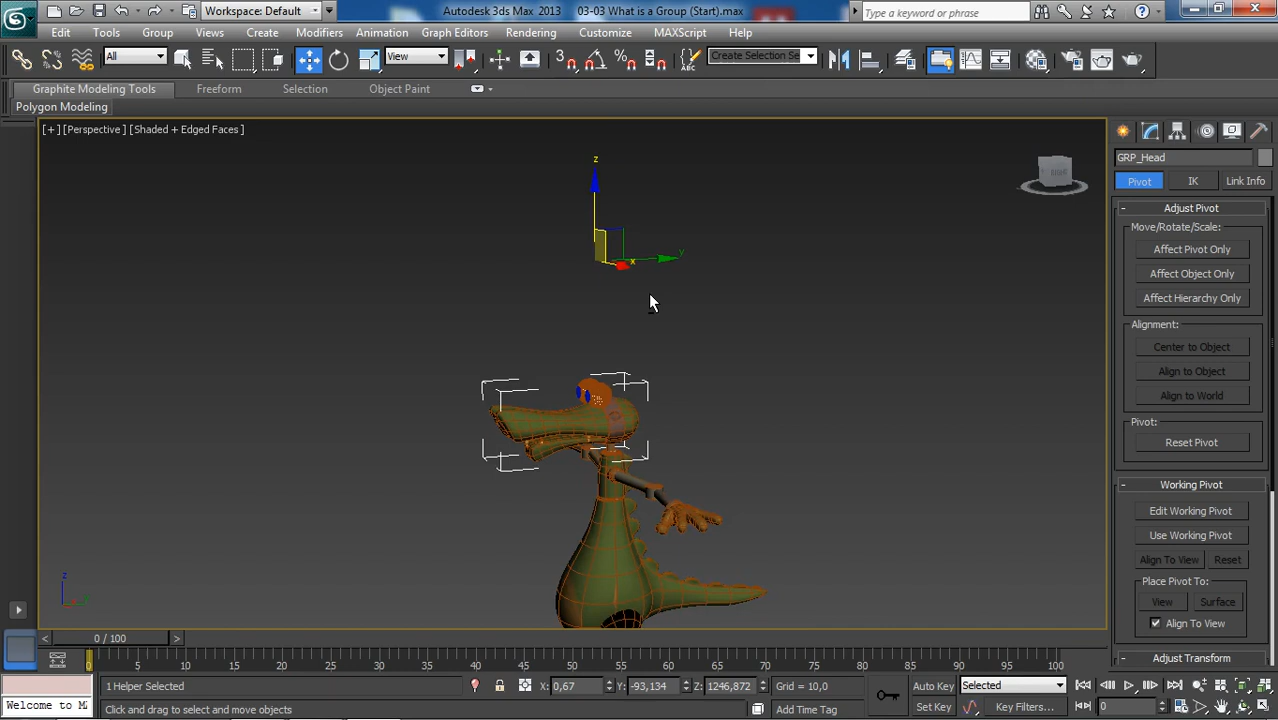 Workspace: Default
Autodesk 3ds Max 2013
03-03 What is a Group (Start).max
Type a keyword or phrase
Edit Tools Group Views Create Modifiers Animation Graph Editors Rendering Customize MAXScript Help
All
View
3
Create Selection Se
Graphite Modeling Tools Freeform Selection Object Paint
Polygon Modeling
[+] [Perspective] [Shaded + Edged Faces]
z
y
x
GRP_Head
Pivot IK Link Info
- Adjust Pivot
Move/Rotate/Scale:
Affect Pivot Only
Affect Object Only
Affect Hierarchy Only
Alignment:
Center to Object
Align to Object
Align to World
Pivot:
Reset Pivot
- Working Pivot
Edit Working Pivot
Use Working Pivot
Align To View Reset
Place Pivot To:
View Surface
Align To View
- Adjust Transform
z
0 / 100
0 5 10 15 20 25 30 35 40 45 50 55 60 65 70 75 80 85 90 95 100
1 Helper Selected
X: 0,67 Y: -93,134 Z: 1246,872 Grid = 10,0
Auto Key Selected
Welcome to MA
Click and drag to select and move objects
Add Time Tag
Set Key Key Filters...
0